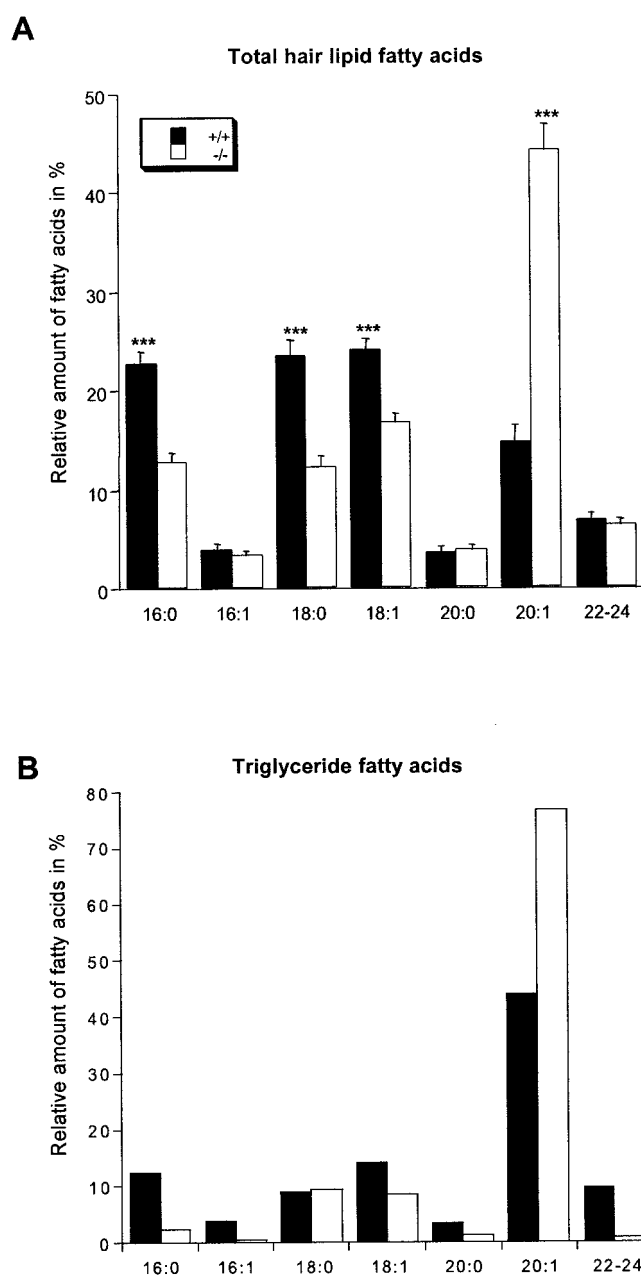 A
Total hair lipid fatty acids
Relative amount of fatty acids in %
50
40
30
20
10
0
+/+
-/-
***
***
***
***
16:0 16:1 18:0 18:1 20:0 20:1 22-24
B
Triglyceride fatty acids
Relative amount of fatty acids in %
80
70
60
50
40
30
20
10
0
16:0 16:1 18:0 18:1 20:0 20:1 22-24